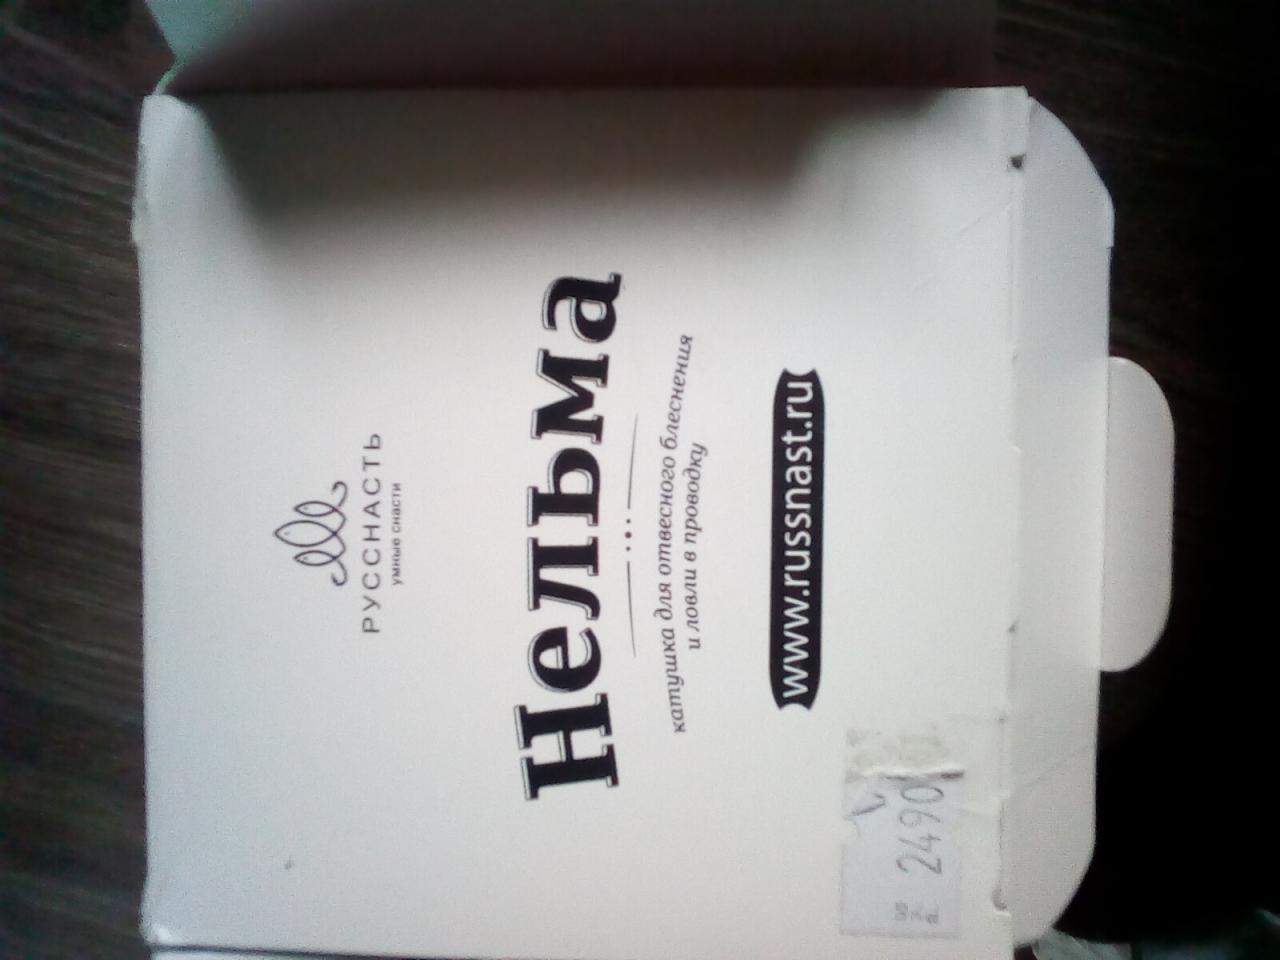 РУССНАСТЬ
умные снасти
Нельма
катушка для отвесного блеснения
и ловли в проводку
www.russnast.ru
2490